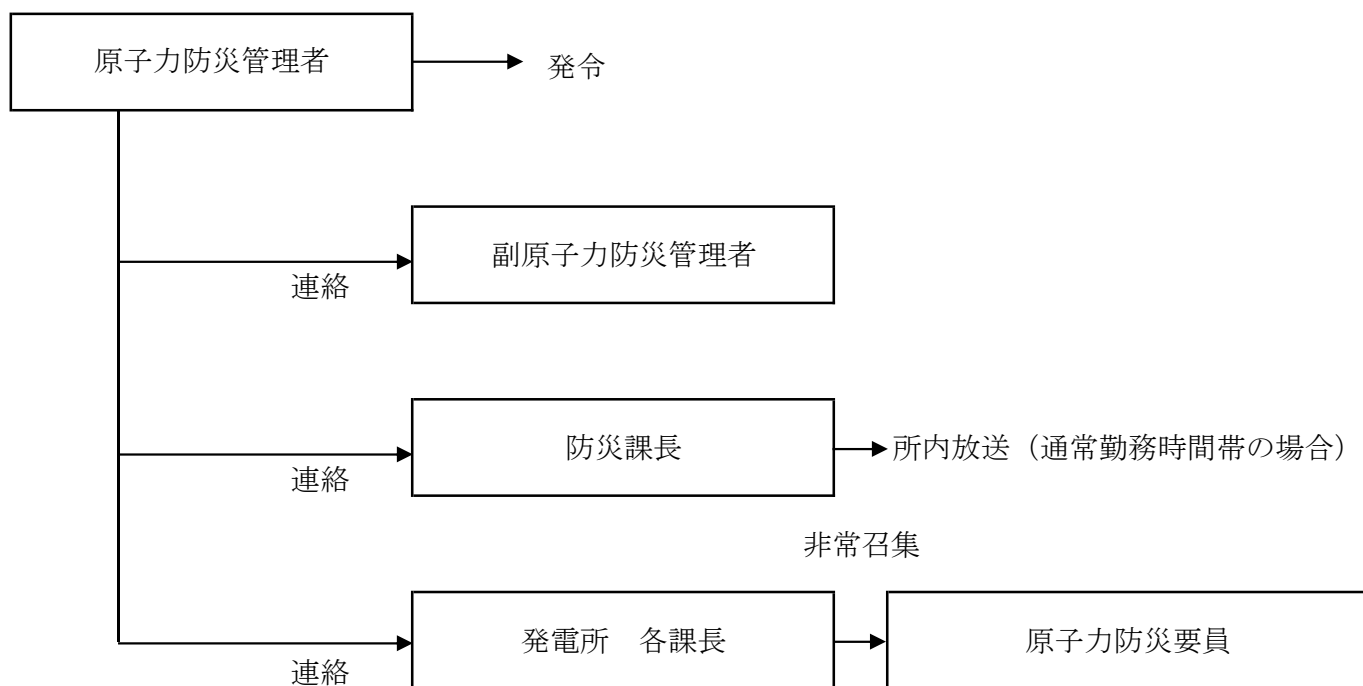 原子力防災管理者
発令
副原子力防災管理者
連絡
防災課長
所内放送（通常勤務時間帯の場合）
連絡
非常召集
発電所　各課長
原子力防災要員
連絡